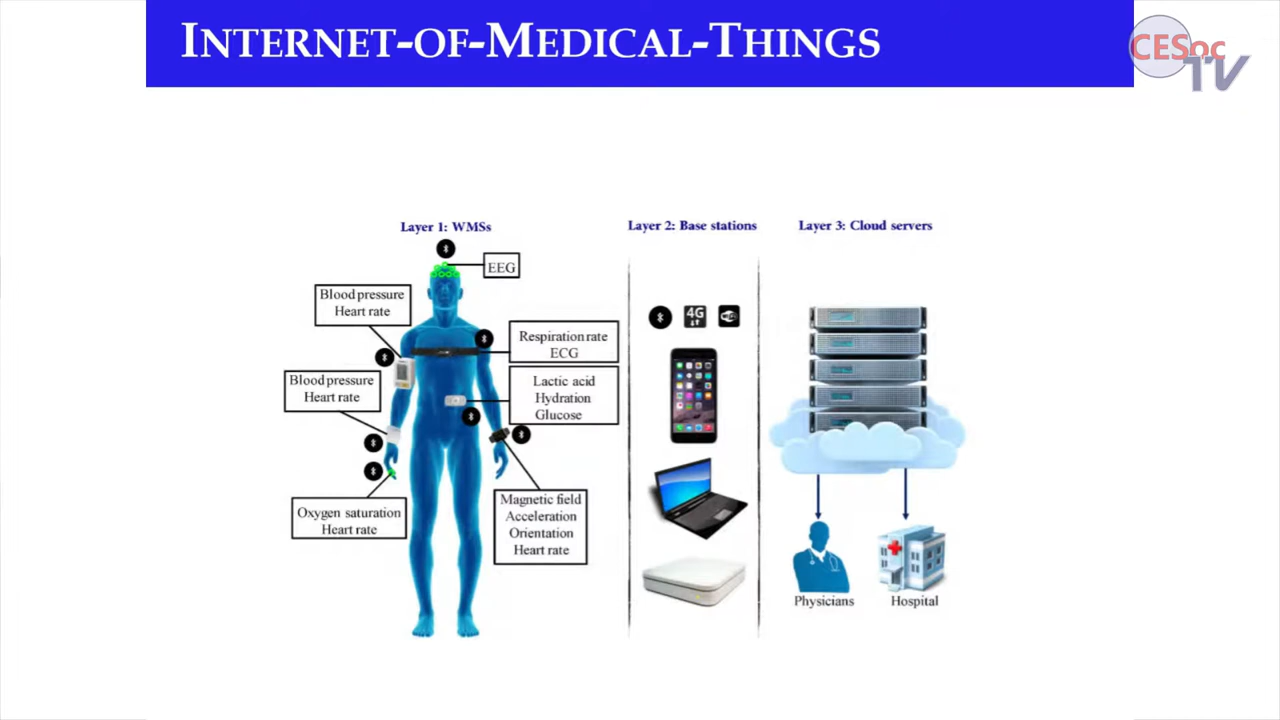 INTERNET-OF-MEDICAL-THINGS
CESoc
TV
Layer 1: WMSs
Layer 2: Base stations
Layer 3: Cloud servers
EEG
Blood pressure
Heart rate
Respiration rate
ECG
Blood pressure
Heart rate
Lactic acid
Hydration
Glucose
Oxygen saturation
Heart rate
Magnetic field
Acceleration
Orientation
Heart rate
4G
Physicians
Hospital